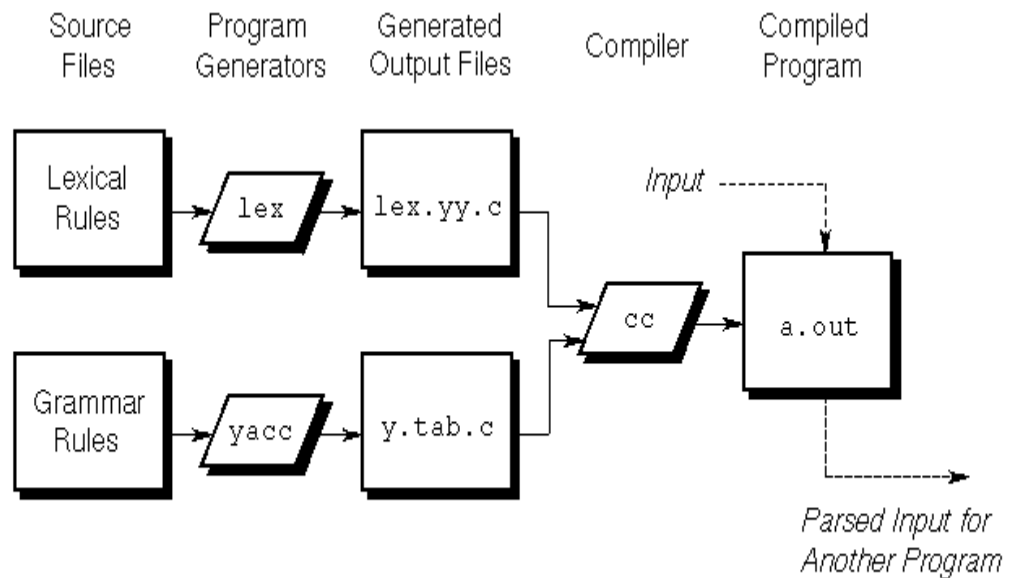 Source
Files
Program
Generators
Generated
Output Files
Compiler
Compiled
Program
Lexical
Rules
lex
lex.yy.c
Input
cc
a.out
Grammar
Rules
yacc
y.tab.c
Parsed Input for
Another Program